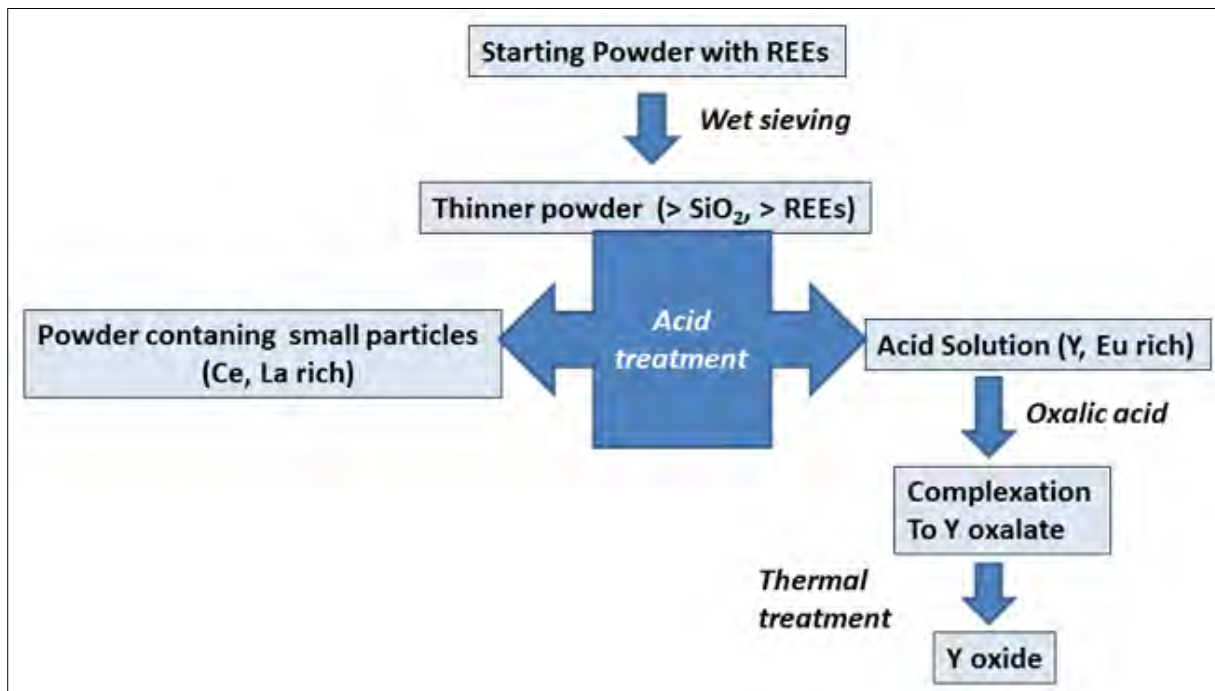 Starting Powder with REEs
Wet sieving
Thinner powder (> SiO₂, > REEs)
Powder contaning small particles
(Ce, La rich)
Acid
treatment
Acid Solution (Y, Eu rich)
Oxalic acid
Complexation
To Y oxalate
Thermal
treatment
Y oxide